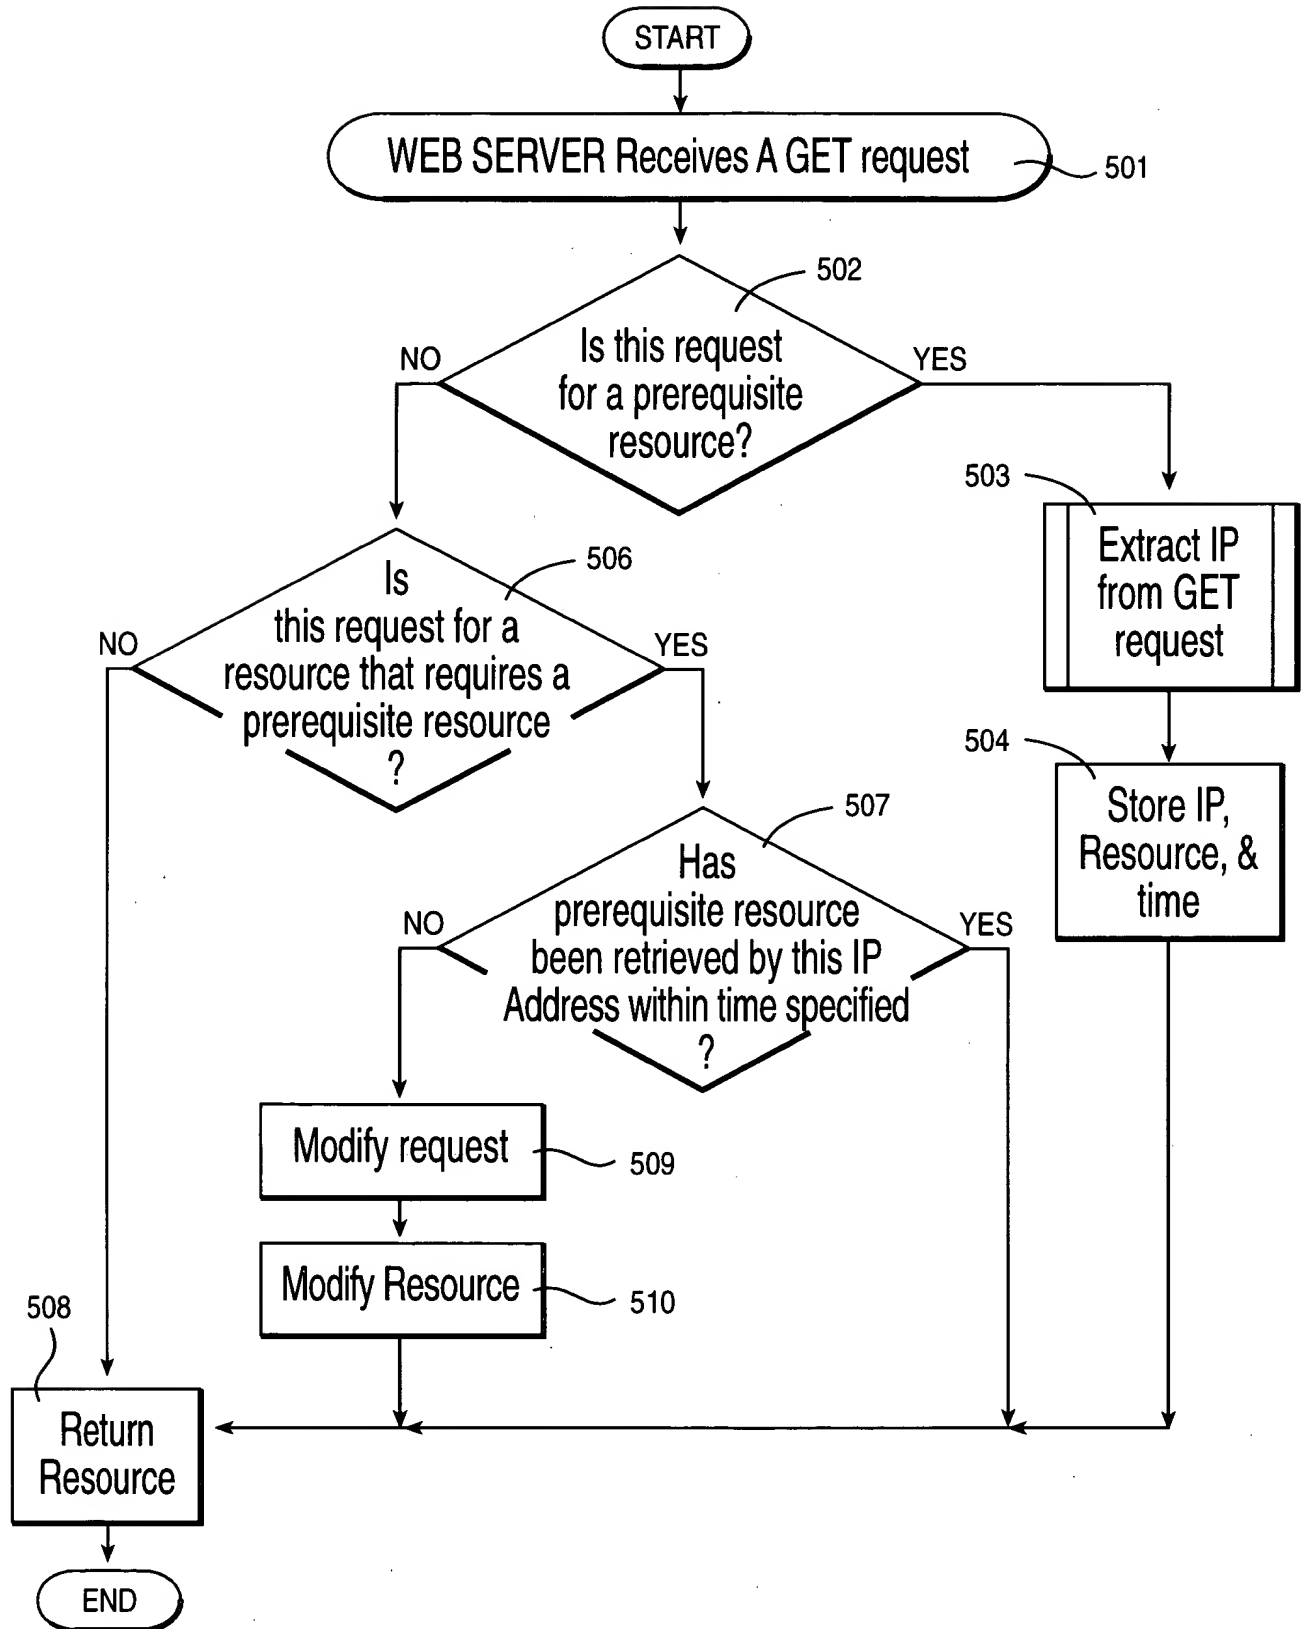 START
WEB SERVER Receives A GET request
501
502
Is this request
for a prerequisite
resource?
NO
YES
503
Extract IP
from GET
request
506
Is
this request for a
resource that requires a
prerequisite resource
?
NO
YES
504
Store IP,
Resource, &
time
507
Has
prerequisite resource
been retrieved by this IP
Address within time specified
?
NO
YES
Modify request
509
Modify Resource
510
508
Return
Resource
END